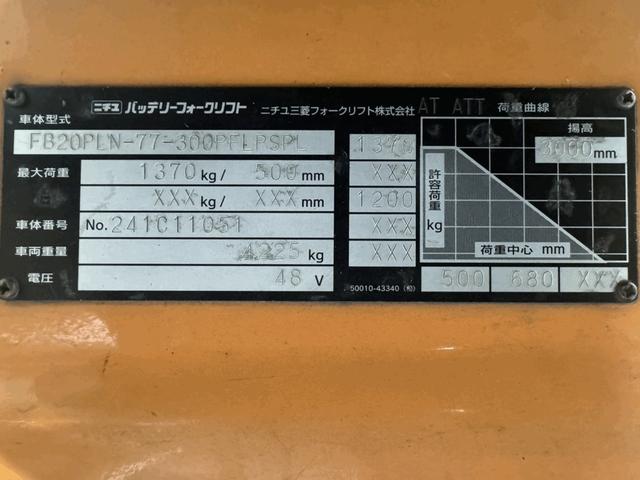 ニチユ バッテリーフォークリフト ニチユ三菱フォークリフト株式会社 AT ATT 荷重曲線
車体型式
FB20PLN-77-300PFLPSPL
最大荷重 1370 kg/ 500 mm XXX
XXX kg/ XXX mm 1200
車体番号 No. 241C11051 XXX
車両重量 kg XXX
電圧 48 V
50010-43340
揚高
3000 mm
許容荷重 kg
荷重中心 mm
500 680 XXX